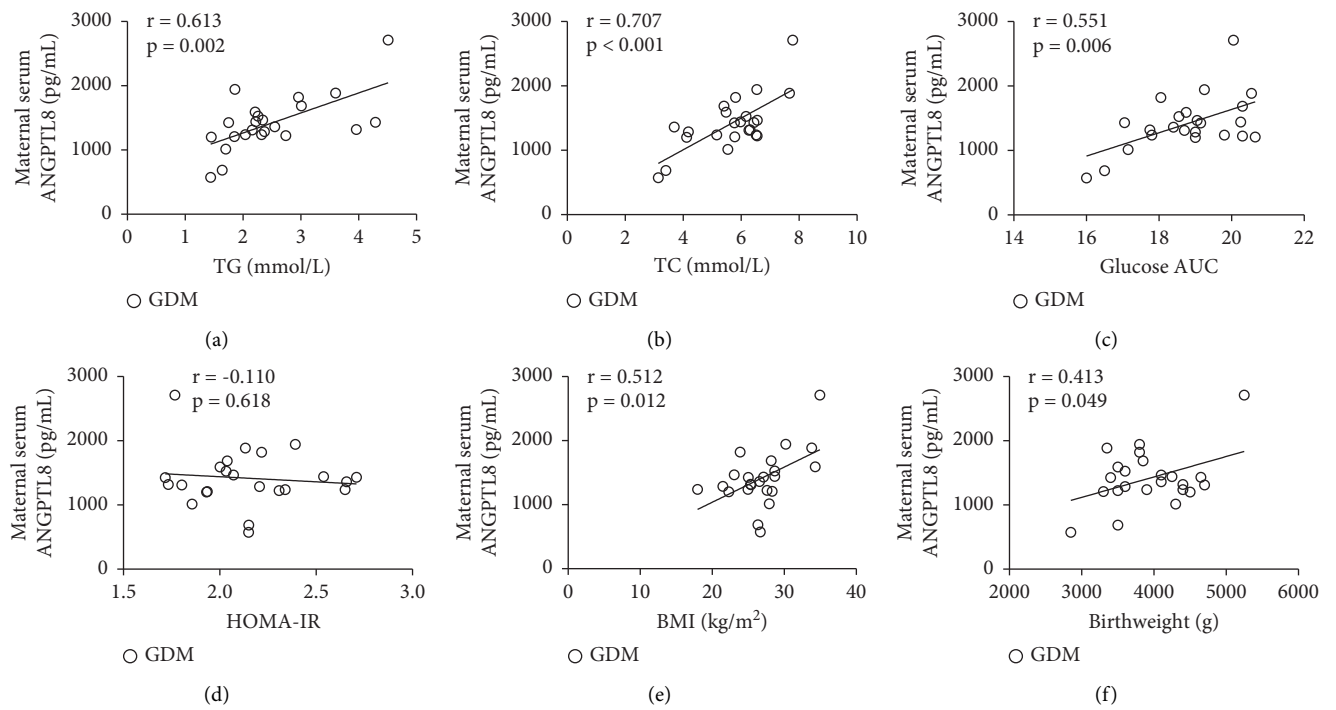 r = 0.613
p = 0.002
3000
2000
1000
0
Maternal serum
ANGPTL8 (pg/mL)
0 1 2 3 4 5
TG (mmol/L)
GDM
(a)
r = 0.707
p < 0.001
3000
2000
1000
0
Maternal serum
ANGPTL8 (pg/mL)
0 2 4 6 8 10
TC (mmol/L)
GDM
(b)
r = 0.551
p = 0.006
3000
2000
1000
0
Maternal serum
ANGPTL8 (pg/mL)
14 16 18 20 22
Glucose AUC
GDM
(c)
r = -0.110
p = 0.618
3000
2000
1000
0
Maternal serum
ANGPTL8 (pg/mL)
1.5 2.0 2.5 3.0
HOMA-IR
GDM
(d)
r = 0.512
p = 0.012
3000
2000
1000
0
Maternal serum
ANGPTL8 (pg/mL)
0 10 20 30 40
BMI (kg/m²)
GDM
(e)
r = 0.413
p = 0.049
3000
2000
1000
0
Maternal serum
ANGPTL8 (pg/mL)
2000 3000 4000 5000 6000
Birthweight (g)
GDM
(f)